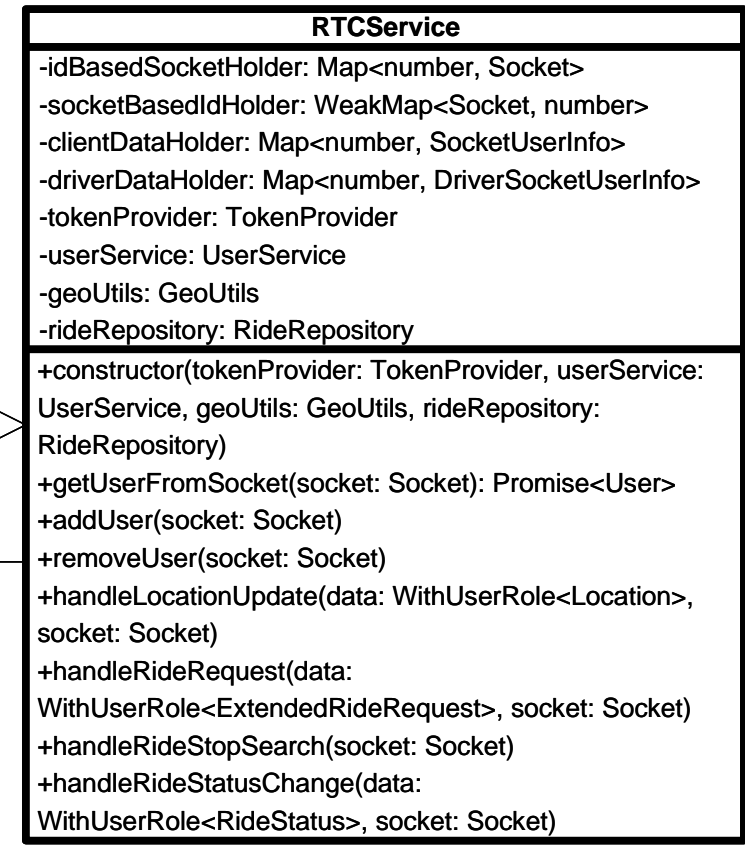 RTCService
-idBasedSocketHolder: Map<number, Socket>
-socketBasedIdHolder: WeakMap<Socket, number>
-clientDataHolder: Map<number, SocketUserInfo>
-driverDataHolder: Map<number, DriverSocketUserInfo>
-tokenProvider: TokenProvider
-userService: UserService
-geoUtils: GeoUtils
-rideRepository: RideRepository
+constructor(tokenProvider: TokenProvider, userService:
UserService, geoUtils: GeoUtils, rideRepository:
RideRepository)
+getUserFromSocket(socket: Socket): Promise<User>
+addUser(socket: Socket)
+removeUser(socket: Socket)
+handleLocationUpdate(data: WithUserRole<Location>,
socket: Socket)
+handleRideRequest(data:
WithUserRole<ExtendedRideRequest>, socket: Socket)
+handleRideStopSearch(socket: Socket)
+handleRideStatusChange(data:
WithUserRole<RideStatus>, socket: Socket)